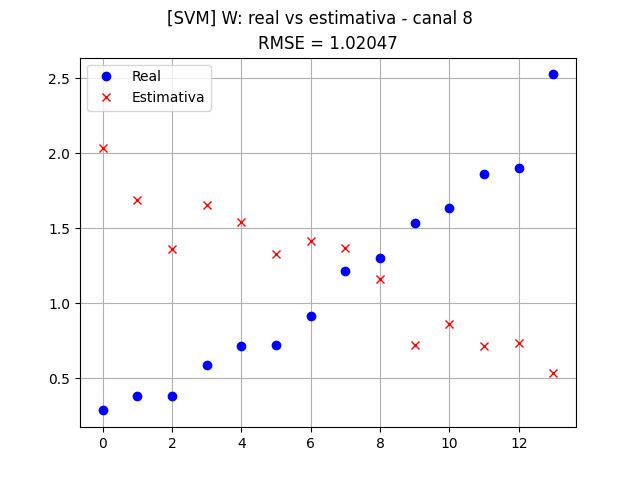 [SVM] W: real vs estimativa - canal 8
RMSE = 1.02047
Real
Estimativa
2.5
2.0
1.5
1.0
0.5
0 2 4 6 8 10 12